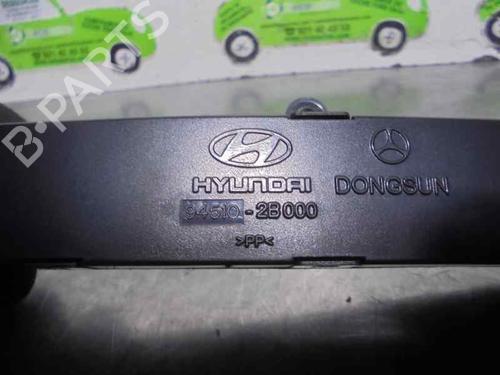 HYUNDAI DONGSUN
94510-2B000
>PP<
B-PARTS